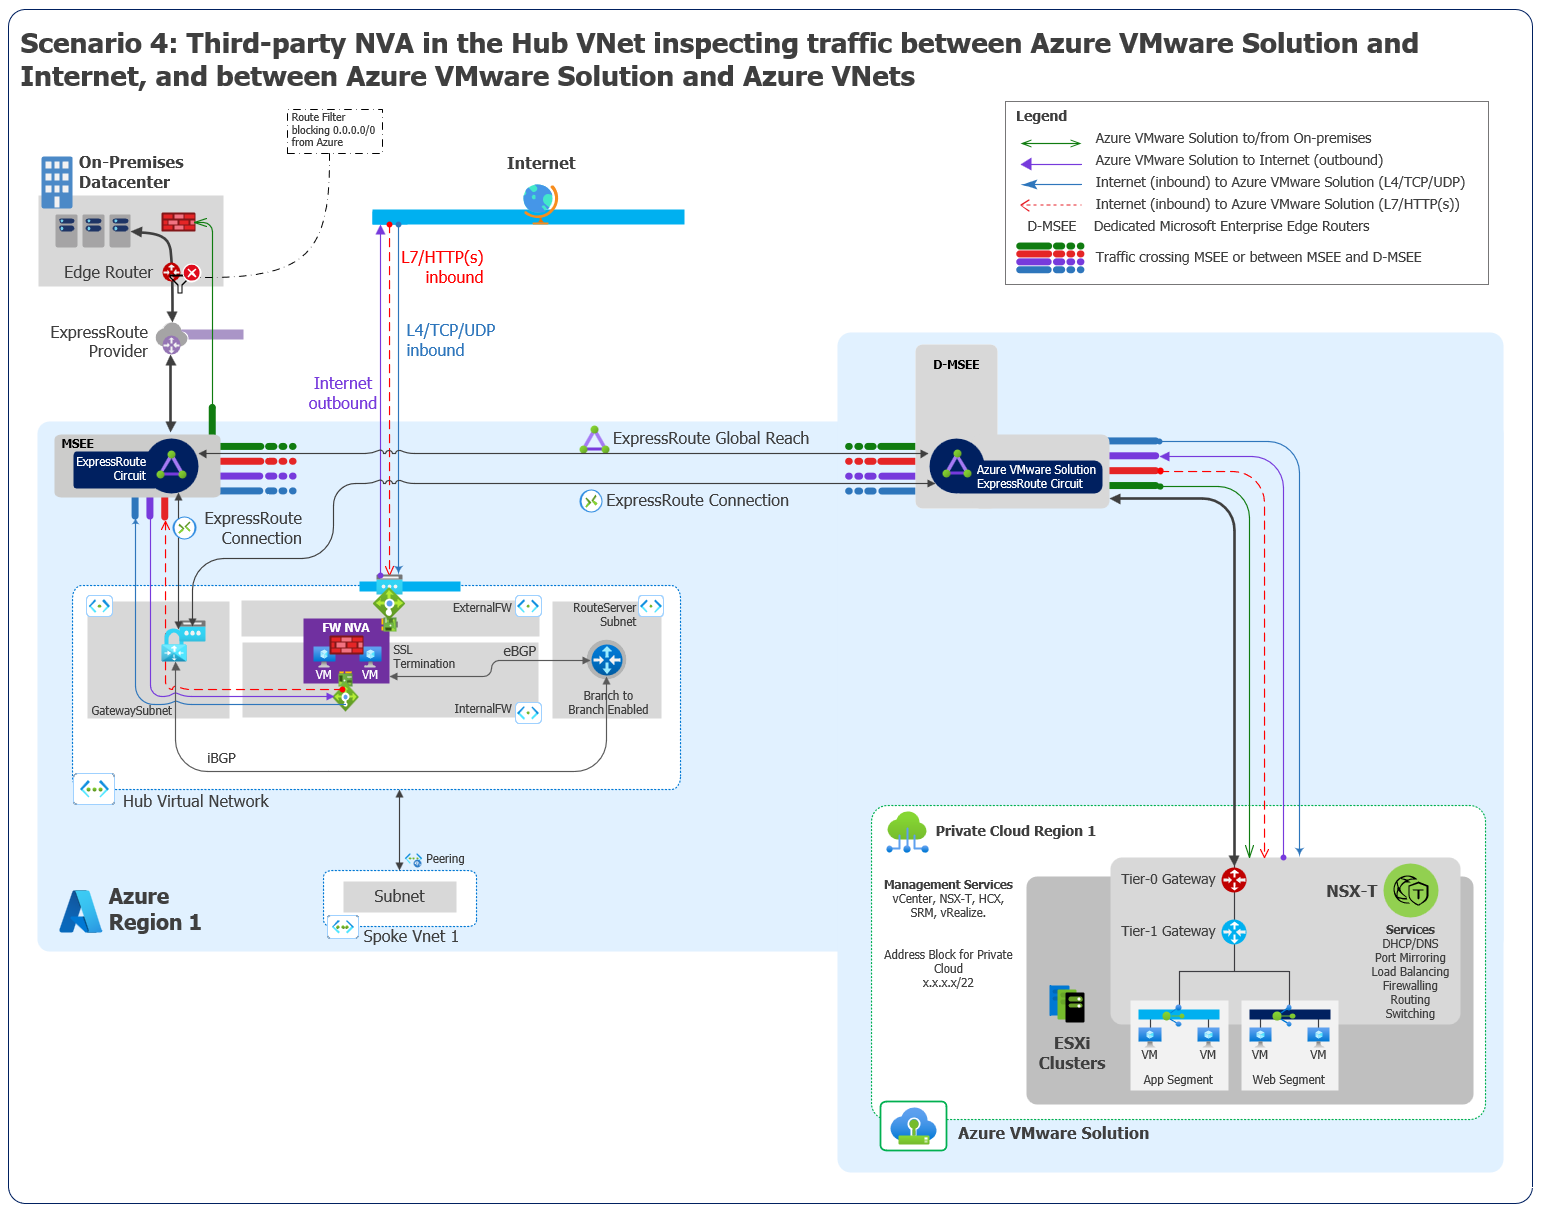 Scenario 4: Third-party NVA in the Hub VNet inspecting traffic between Azure VMware Solution and
Internet, and between Azure VMware Solution and Azure VNets
Route Filter
blocking 0.0.0.0/0
from Azure
Legend
Azure VMware Solution to/from On-premises
Azure VMware Solution to Internet (outbound)
Internet (inbound) to Azure VMware Solution (L4/TCP/UDP)
Internet (inbound) to Azure VMware Solution (L7/HTTP(s))
D-MSEE Dedicated Microsoft Enterprise Edge Routers
Traffic crossing MSEE or between MSEE and D-MSEE
On-Premises
Datacenter
Internet
Edge Router
L7/HTTP(s)
inbound
ExpressRoute
Provider
L4/TCP/UDP
inbound
Internet
outbound
D-MSEE
MSEE
ExpressRoute
Circuit
ExpressRoute Global Reach
Azure VMware Solution
ExpressRoute Circuit
ExpressRoute Connection
ExpressRoute
Connection
ExternalFW
RouteServer
Subnet
FW NVA
VM
VM
SSL
Termination
eBGP
Branch to
Branch Enabled
GatewaySubnet
InternalFW
iBGP
Hub Virtual Network
Peering
Subnet
Spoke Vnet 1
Azure
Region 1
Private Cloud Region 1
Management Services
vCenter, NSX-T, HCX,
SRM, vRealize.
Address Block for Private
Cloud
x.x.x.x/22
Tier-0 Gateway
NSX-T
T
Tier-1 Gateway
Services
DHCP/DNS
Port Mirroring
Load Balancing
Firewalling
Routing
Switching
ESXi
Clusters
VM
VM
App Segment
VM
VM
Web Segment
Azure VMware Solution